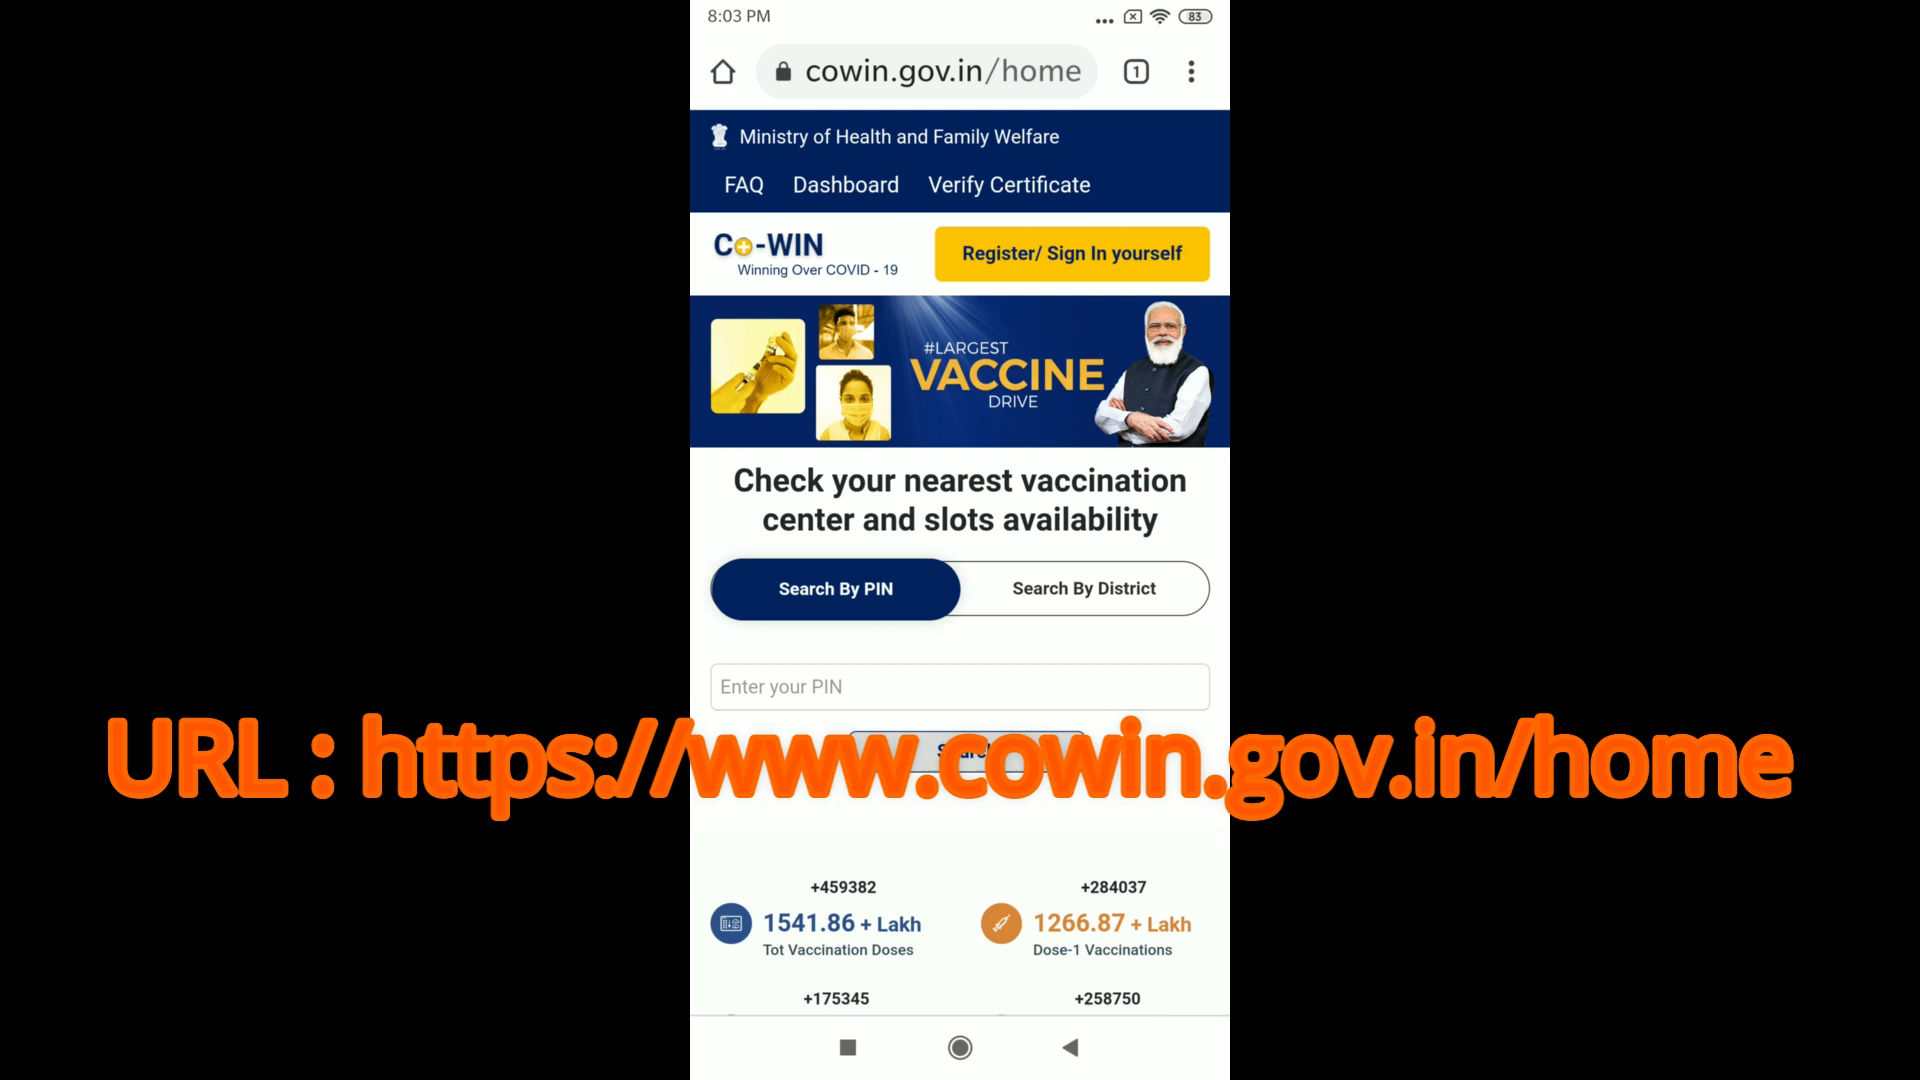 8:03 PM
83
cowin.gov.in/home
1
Ministry of Health and Family Welfare
FAQ Dashboard Verify Certificate
Co-WIN
Winning Over COVID - 19
Register/ Sign In yourself
#LARGEST
VACCINE
DRIVE
Check your nearest vaccination
center and slots availability
Search By PIN Search By District
Enter your PIN
URL : https://www.cowin.gov.in/home
+459382 +284037
1541.86 + Lakh 1266.87 + Lakh
Tot Vaccination Doses Dose-1 Vaccinations
+175345 +258750